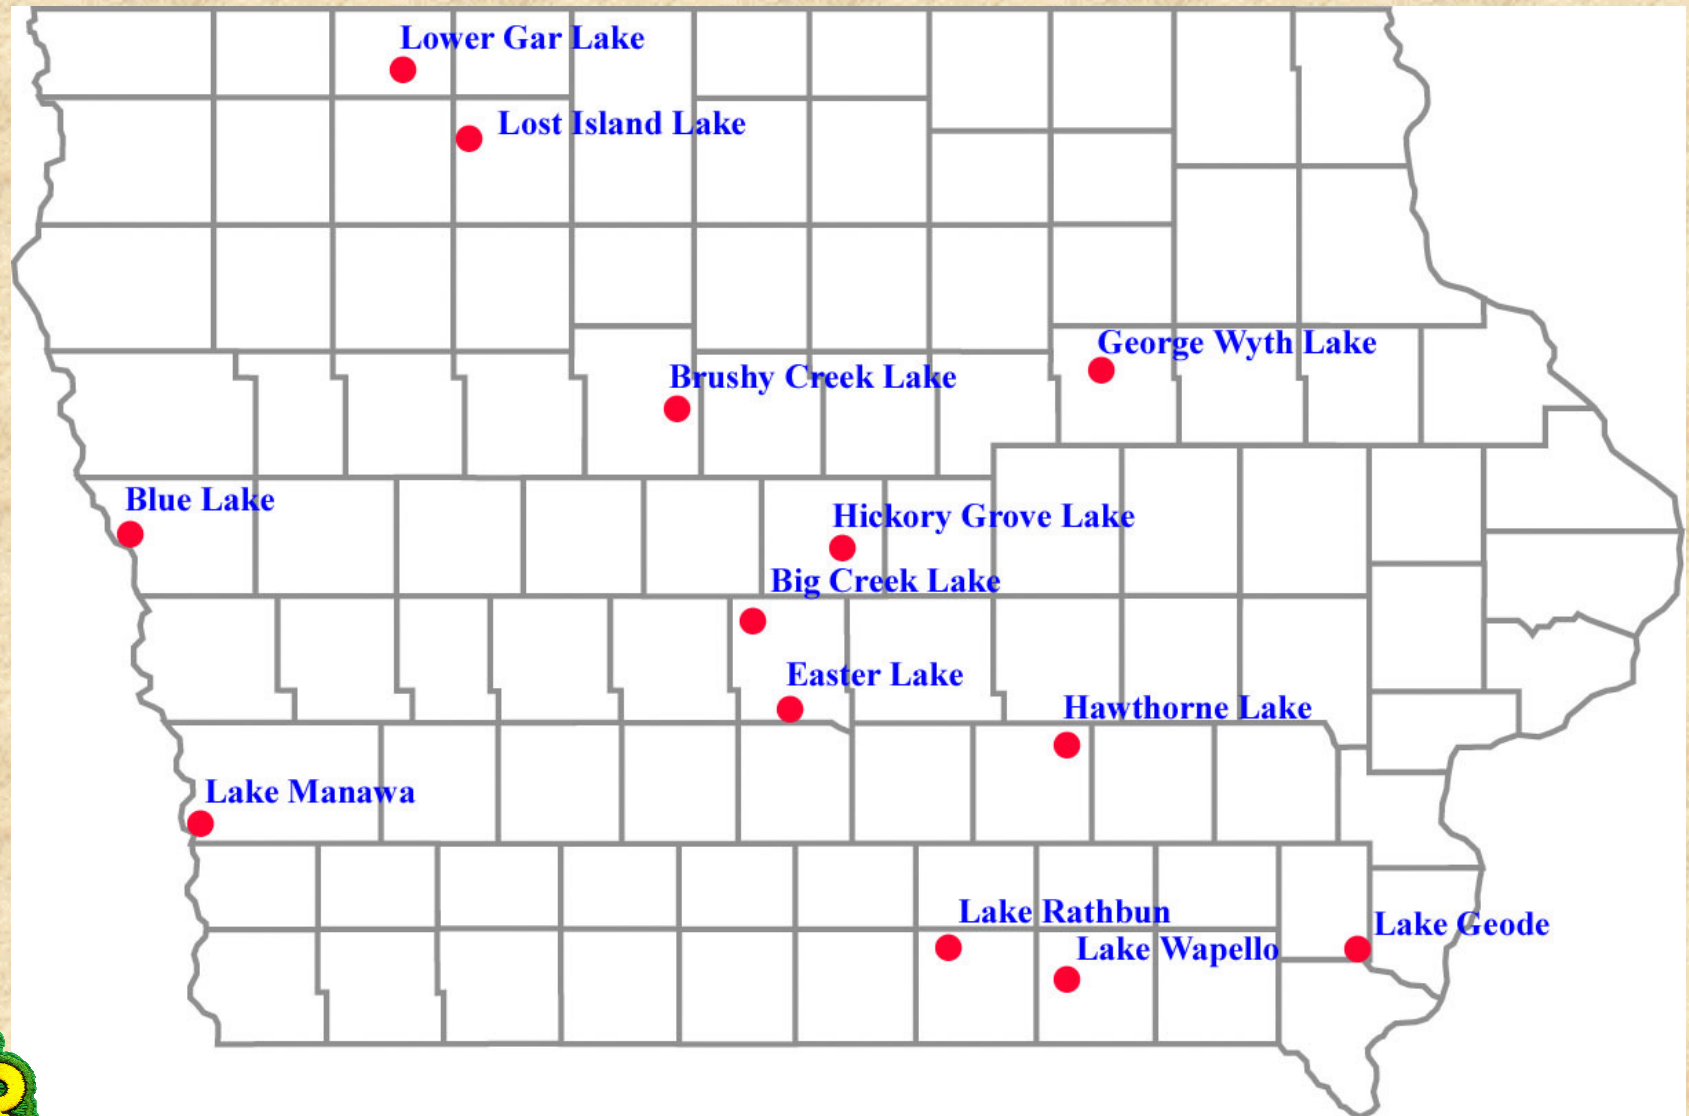 Lower Gar Lake
Lost Island Lake
George Wyth Lake
Brushy Creek Lake
Blue Lake
Hickory Grove Lake
Big Creek Lake
Easter Lake
Hawthorne Lake
Lake Manawa
Lake Rathbun
Lake Geode
Lake Wapello